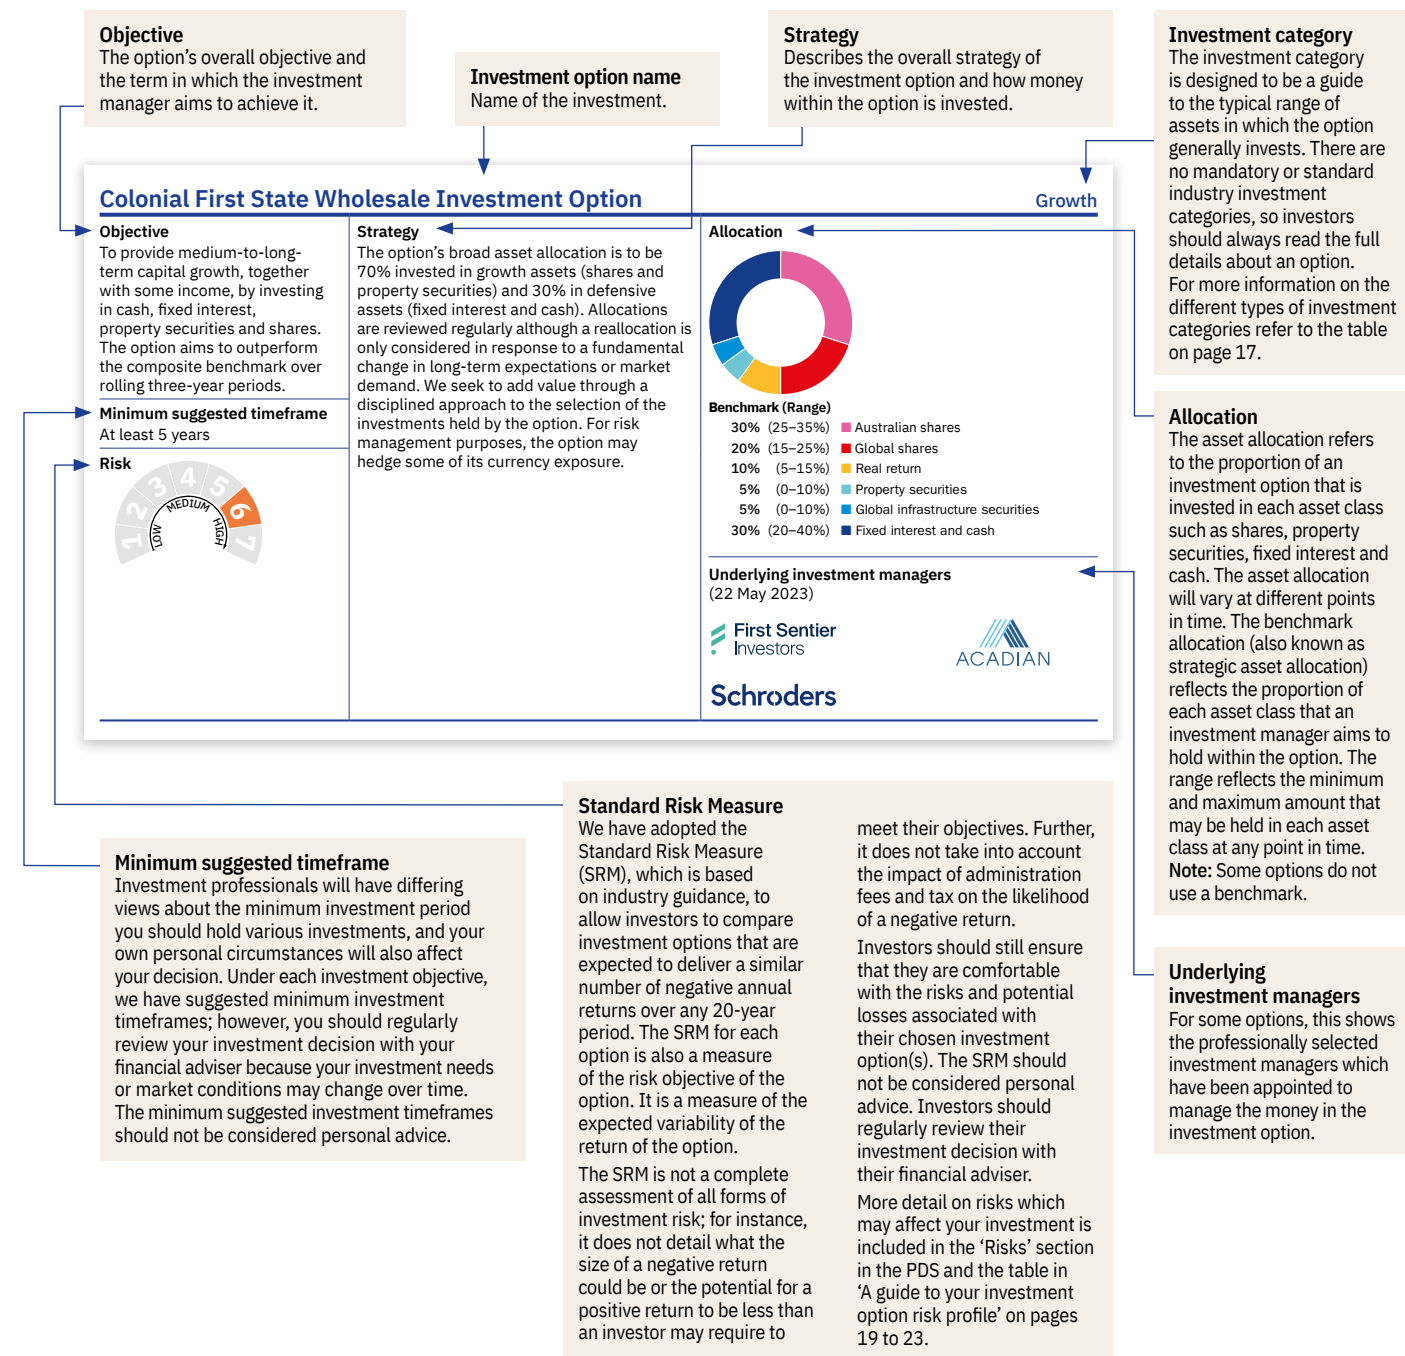 Objective
The option's overall objective and
the term in which the investment
manager aims to achieve it.
Investment option name
Name of the investment.
Strategy
Describes the overall strategy of
the investment option and how money
within the option is invested.
Investment category
The investment category
is designed to be a guide
to the typical range of
assets in which the option
generally invests. There are
no mandatory or standard
industry investment
categories, so investors
should always read the full
details about an option.
For more information on the
different types of investment
categories refer to the table
on page 17.
Colonial First State Wholesale Investment Option
Growth
Objective
To provide medium-to-long-
term capital growth, together
with some income, by investing
in cash, fixed interest,
property securities and shares.
The option aims to outperform
the composite benchmark over
rolling three-year periods.
Minimum suggested timeframe
At least 5 years
Risk
1 2 3 4 5 6 7
LOW MEDIUM HIGH
Strategy
The option's broad asset allocation is to be
70% invested in growth assets (shares and
property securities) and 30% in defensive
assets (fixed interest and cash). Allocations
are reviewed regularly although a reallocation is
only considered in response to a fundamental
change in long-term expectations or market
demand. We seek to add value through a
disciplined approach to the selection of the
investments held by the option. For risk
management purposes, the option may
hedge some of its currency exposure.
Allocation
Benchmark (Range)
30% (25–35%) Australian shares
20% (15–25%) Global shares
10% (5–15%) Real return
5% (0–10%) Property securities
5% (0–10%) Global infrastructure securities
30% (20–40%) Fixed interest and cash
Underlying investment managers
(22 May 2023)
First Sentier
Investors
ACADIAN
Schroders
Allocation
The asset allocation refers
to the proportion of an
investment option that is
invested in each asset class
such as shares, property
securities, fixed interest and
cash. The asset allocation
will vary at different points
in time. The benchmark
allocation (also known as
strategic asset allocation)
reflects the proportion of
each asset class that an
investment manager aims to
hold within the option. The
range reflects the minimum
and maximum amount that
may be held in each asset
class at any point in time.
Note: Some options do not
use a benchmark.
Minimum suggested timeframe
Investment professionals will have differing
views about the minimum investment period
you should hold various investments, and your
own personal circumstances will also affect
your decision. Under each investment objective,
we have suggested minimum investment
timeframes; however, you should regularly
review your investment decision with your
financial adviser because your investment needs
or market conditions may change over time.
The minimum suggested investment timeframes
should not be considered personal advice.
Standard Risk Measure
We have adopted the
Standard Risk Measure
(SRM), which is based
on industry guidance, to
allow investors to compare
investment options that are
expected to deliver a similar
number of negative annual
returns over any 20-year
period. The SRM for each
option is also a measure
of the risk objective of the
option. It is a measure of the
expected variability of the
return of the option.
The SRM is not a complete
assessment of all forms of
investment risk; for instance,
it does not detail what the
size of a negative return
could be or the potential for a
positive return to be less than
an investor may require to
meet their objectives. Further,
it does not take into account
the impact of administration
fees and tax on the likelihood
of a negative return.
Investors should still ensure
that they are comfortable
with the risks and potential
losses associated with
their chosen investment
option(s). The SRM should
not be considered personal
advice. Investors should
regularly review their
investment decision with
their financial adviser.
More detail on risks which
may affect your investment is
included in the 'Risks' section
in the PDS and the table in
'A guide to your investment
option risk profile' on pages
19 to 23.
Underlying
investment managers
For some options, this shows
the professionally selected
investment managers which
have been appointed to
manage the money in the
investment option.